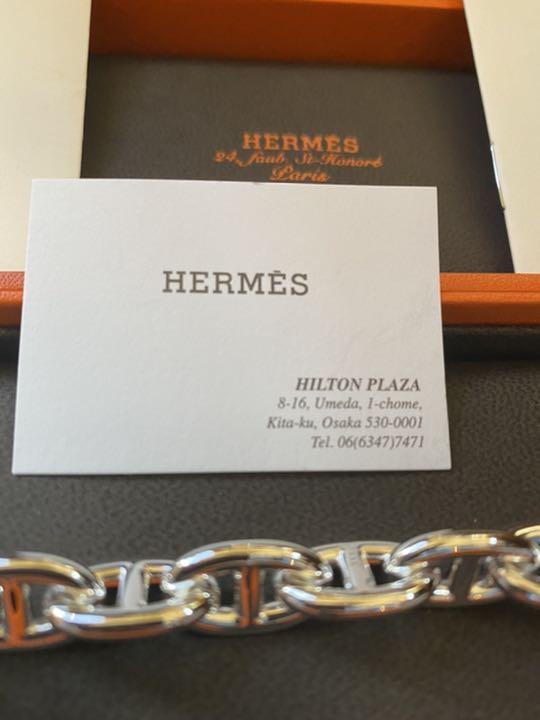 HERMÈS
24, Faub. St-Honoré
Paris
HERMÈS
HILTON PLAZA
8-16, Umeda, 1-chome,
Kita-ku, Osaka 530-0001
Tel. 06(6347)7471